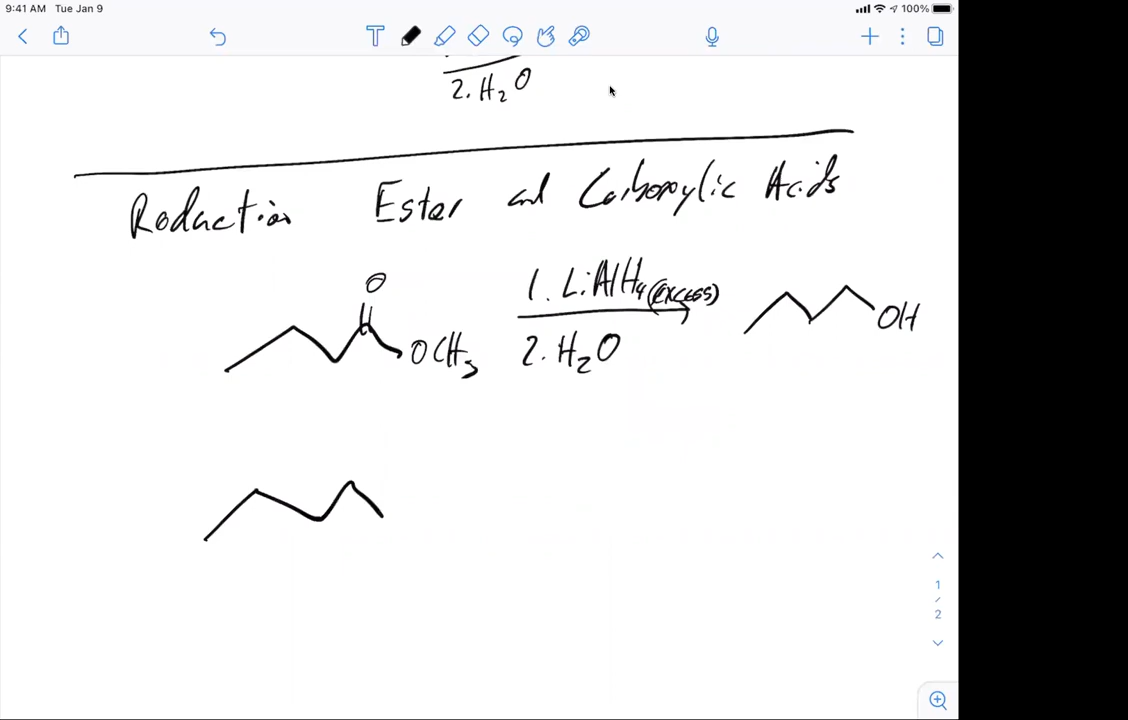 9:41 AM Tue Jan 9
100%
T
2. H₂O
Reduction Ester and Carboxylic Acids
O
1. LiAlH₄ (excess)
OH
OCH₃
2. H₂O
1
/
2